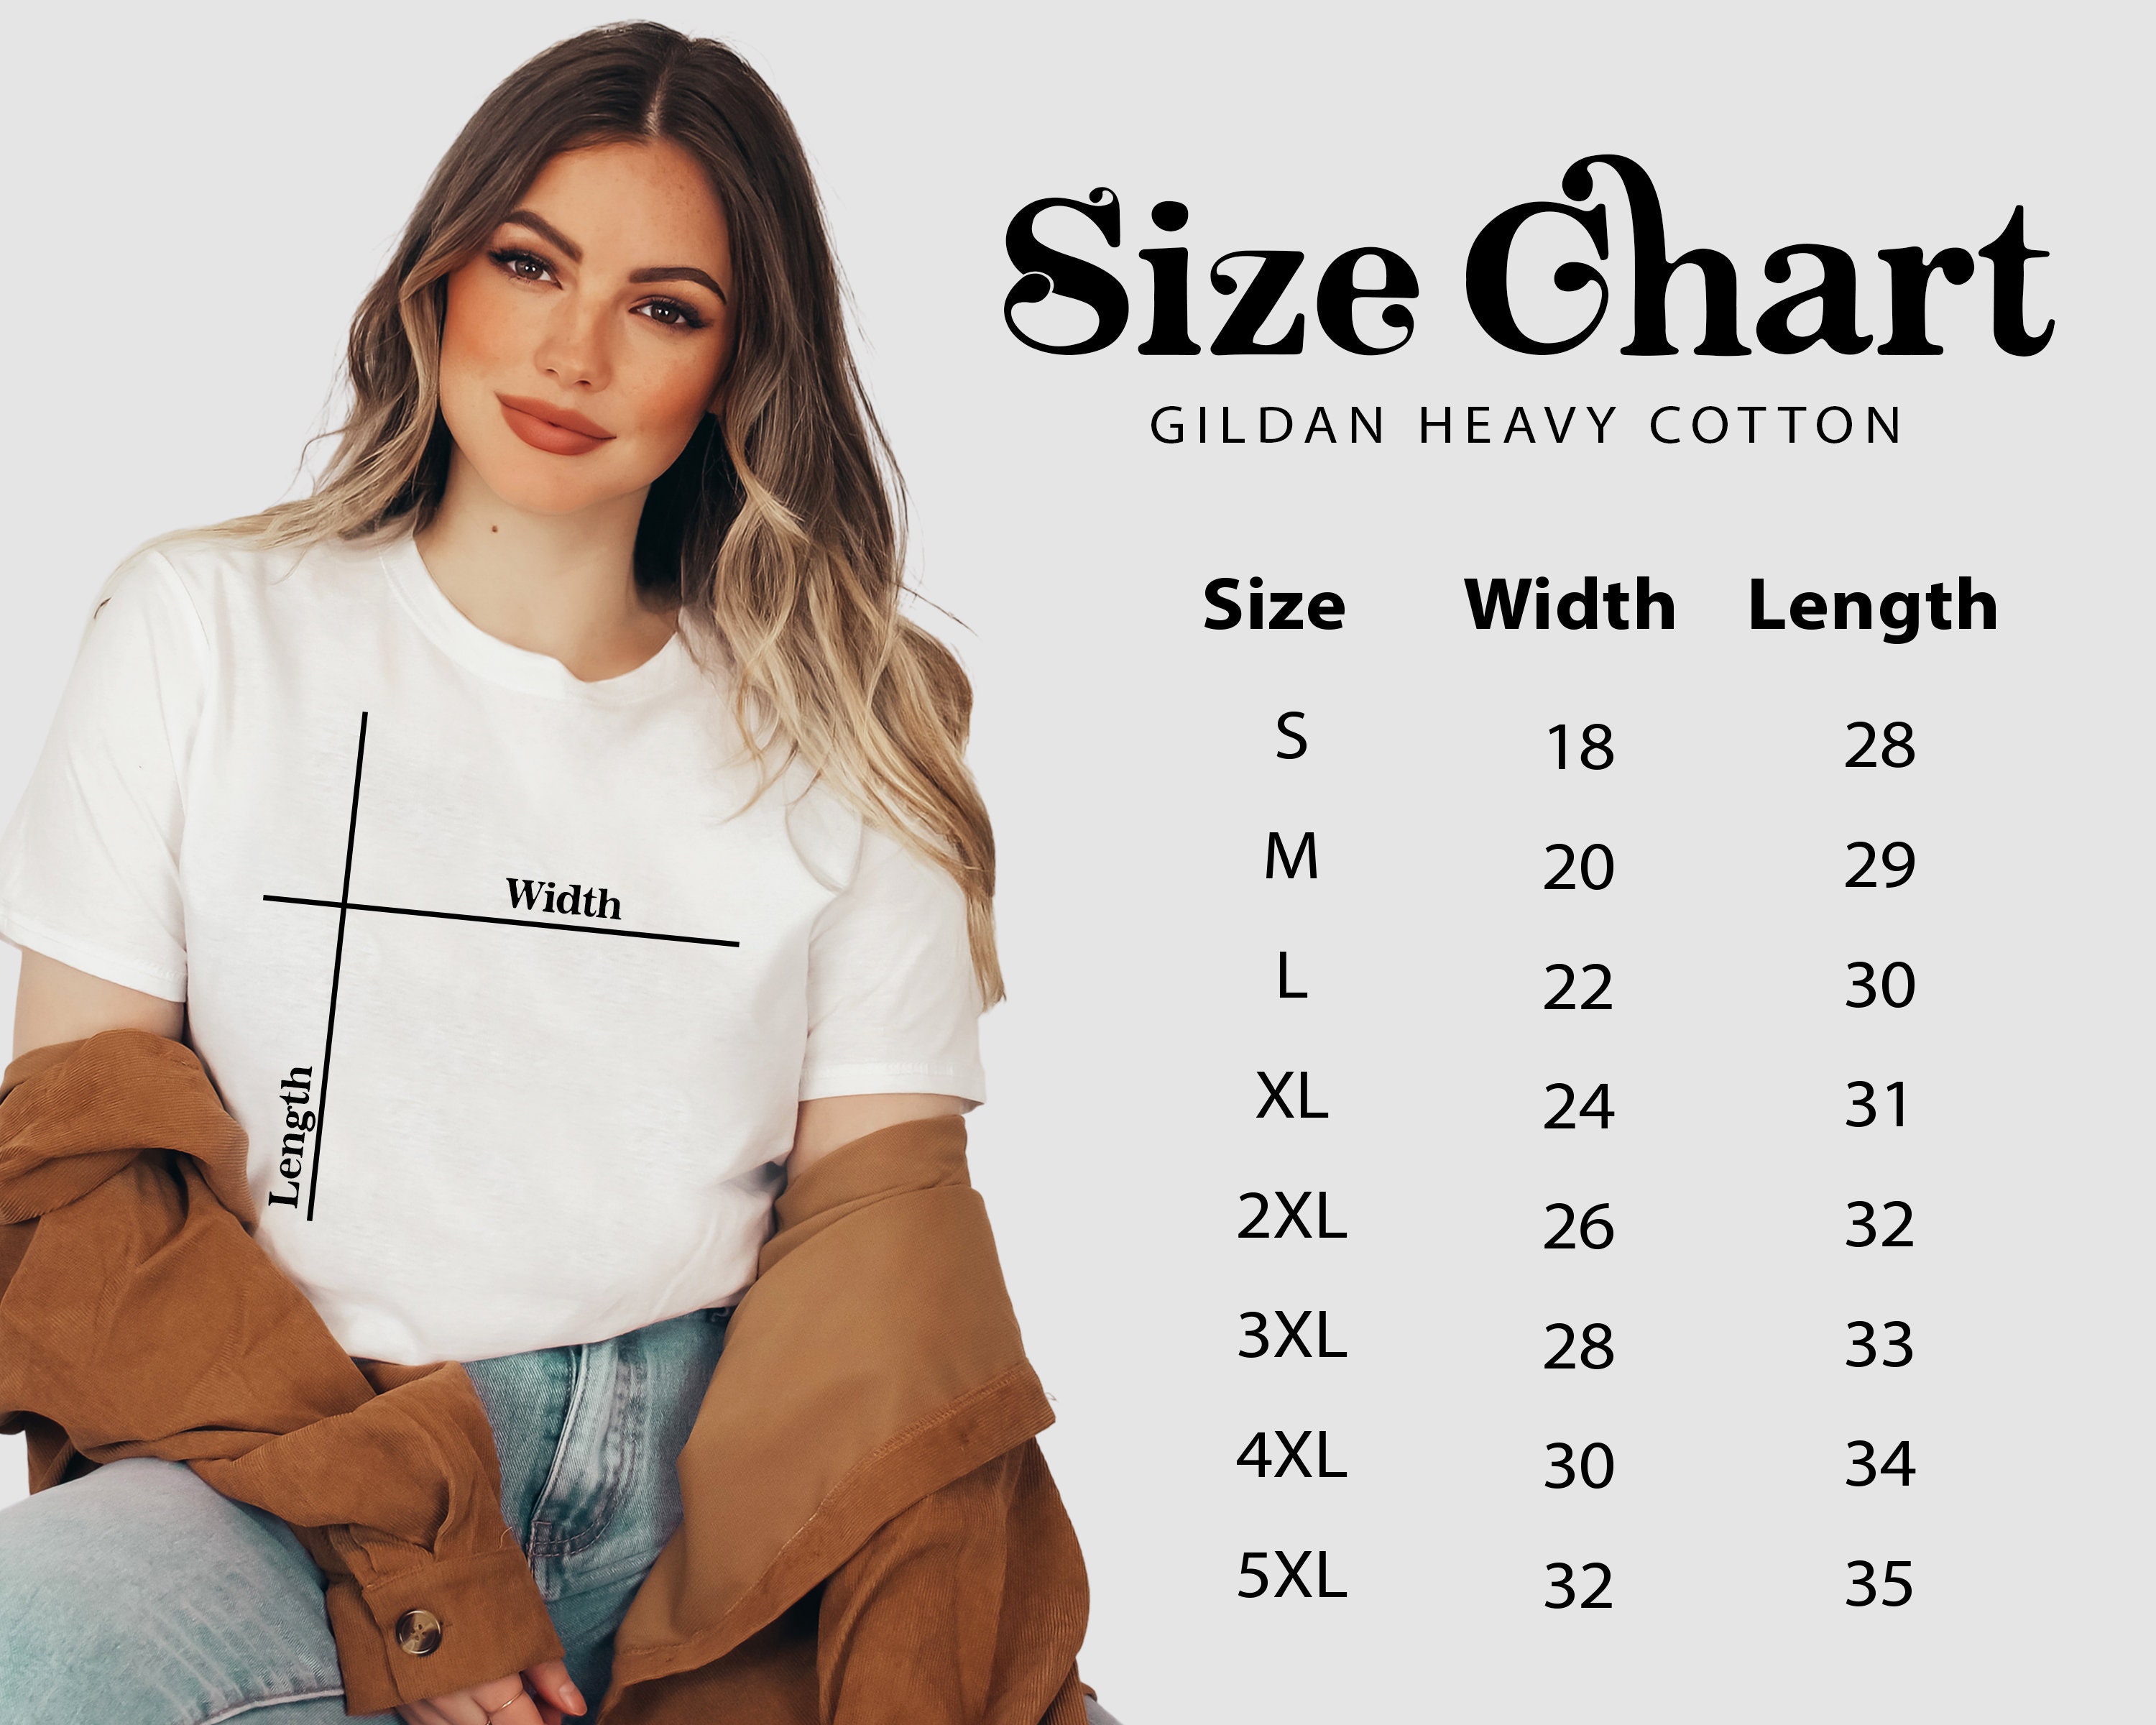 Size Chart
GILDAN HEAVY COTTON
Size Width Length
S 18 28
M 20 29
L 22 30
XL 24 31
2XL 26 32
3XL 28 33
4XL 30 34
5XL 32 35
Width
Length